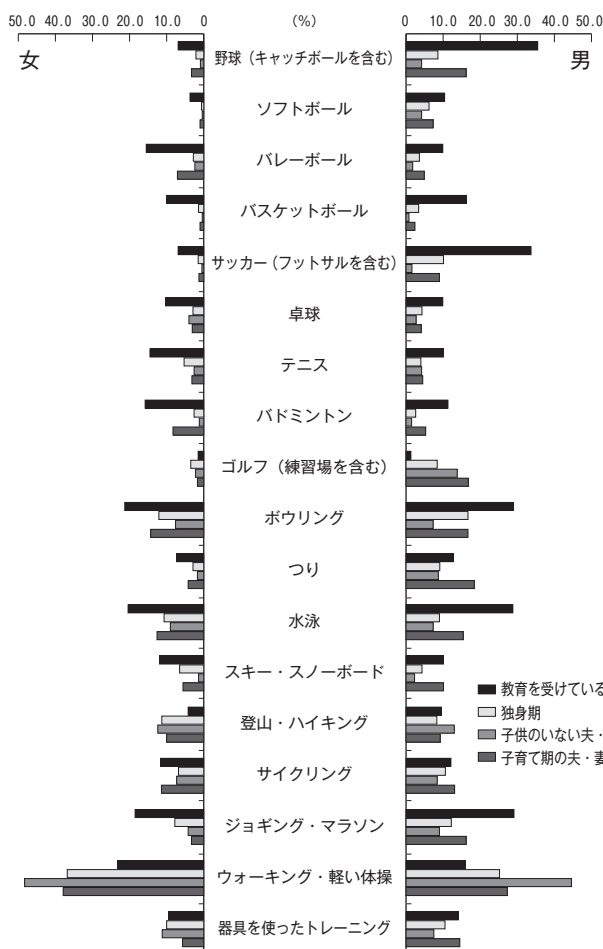 50.0 40.0 30.0 20.0 10.0 0 (%) 0 10.0 20.0 30.0 40.0 50.0
女 男
野球（キャッチボールを含む）
ソフトボール
バレーボール
バスケットボール
サッカー（フットサルを含む）
卓球
テニス
バドミントン
ゴルフ（練習場を含む）
ボウリング
つり
水泳
スキー・スノーボード
登山・ハイキング
サイクリング
ジョギング・マラソン
ウォーキング・軽い体操
器具を使ったトレーニング
教育を受けている
独身期
子供のいない夫・
子育て期の夫・妻